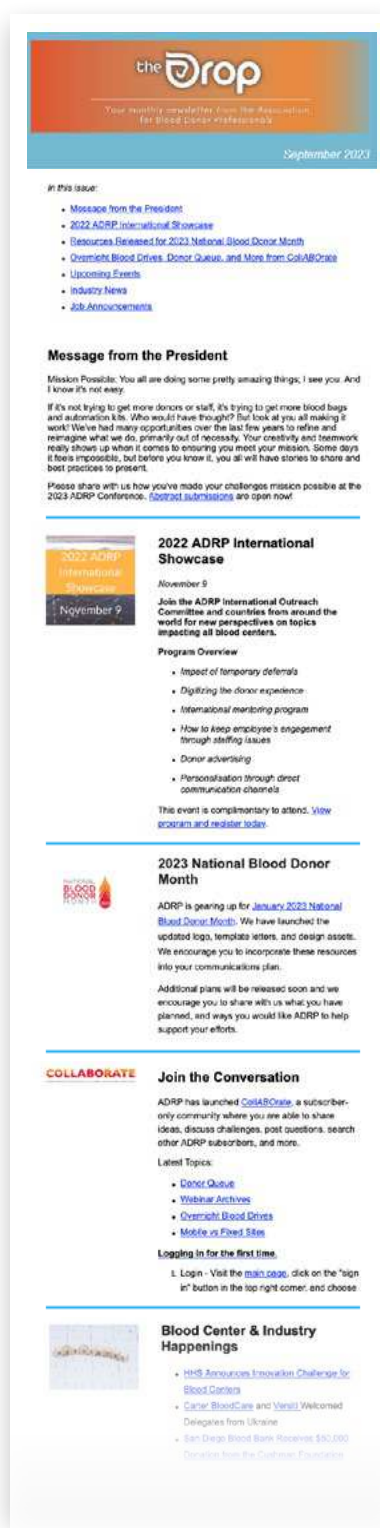 the Drop
Your monthly newsletter from the Association
for Blood Donor Professionals
September 2023
In this issue:
• Message from the President
• 2022 ADRP International Showcase
• Resources Released for 2023 National Blood Donor Month
• Overnight Blood Drives, Donor Queue, and More from CollABOrate
• Upcoming Events
• Industry News
• Job Announcements
Message from the President
Mission Possible: You all are doing some pretty amazing things; I see you. And
I know it's not easy.
If it's not trying to get more donors or staff, it's trying to get more blood bags
and automation kits. Who would have thought? But look at you all making it
work! We've had many opportunities over the last few years to refine and
reimagine what we do, primarily out of necessity. Your creativity and teamwork
really shows up when it comes to ensuring you meet your mission. Some days
it feels impossible, but before you know it, you all will have stories to share and
best practices to present.
Please share with us how you've made your challenges mission possible at the
2023 ADRP Conference. Abstract submissions are open now!
2022 ADRP
International
Showcase
November 9
2022 ADRP International
Showcase
November 9
Join the ADRP International Outreach
Committee and countries from around the
world for new perspectives on topics
impacting all blood centers.
Program Overview
• Impact of temporary deferrals
• Digitizing the donor experience
• International mentoring program
• How to keep employee's engagement
through staffing issues
• Donor advertising
• Personalisation through direct
communication channels
This event is complimentary to attend. View
program and register today.
NATIONAL
BLOOD
DONOR
MONTH
2023 National Blood Donor
Month
ADRP is gearing up for January 2023 National
Blood Donor Month. We have launched the
updated logo, template letters, and design assets.
We encourage you to incorporate these resources
into your communications plan.
Additional plans will be released soon and we
encourage you to share with us what you have
planned, and ways you would like ADRP to help
support your efforts.
COLLABORATE
Join the Conversation
ADRP has launched CollABOrate, a subscriber-
only community where you are able to share
ideas, discuss challenges, post questions, search
other ADRP subscribers, and more.
Latest Topics:
• Donor Queue
• Webinar Archives
• Overnight Blood Drives
• Mobile vs Fixed Sites
Logging in for the first time.
1. Login - Visit the main page, click on the "sign
in" button in the top right corner, and choose
Blood Center & Industry
Happenings
• HHS Announces Innovation Challenge for
Blood Centers
• Carter BloodCare and Versiti Welcomed
Delegates from Ukraine
• San Diego Blood Bank Receives $50,000
Donation from the Foundation